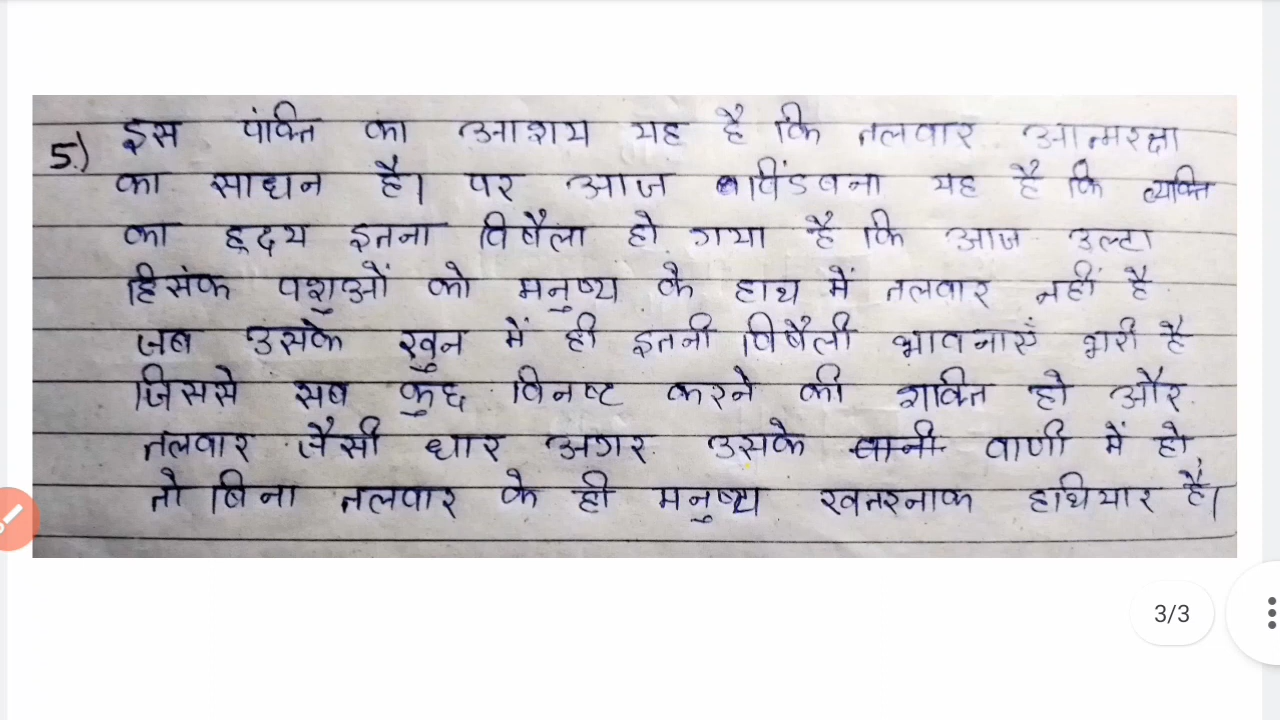 5.) इस पंक्ति का आशय यह है कि तलवार आत्मरक्षा
का साधन है। पर आज विंडबना यह है कि व्यक्ति
का हृदय इतना विषैला हो गया है कि आज उल्टा
हिसंक पशुओं को मनुष्य के हाथ में तलवार नहीं है
जब उसके खुन में ही इतनी विषैली भावनाएँ भरी है
जिससे सब कुछ विनष्ट करने की शक्ति हो और
तलवार जैसी धार अगर उसके वानी वाणी में हो
तो बिना तलवार के ही मनुष्य खतरनाक हथियार है।
3/3